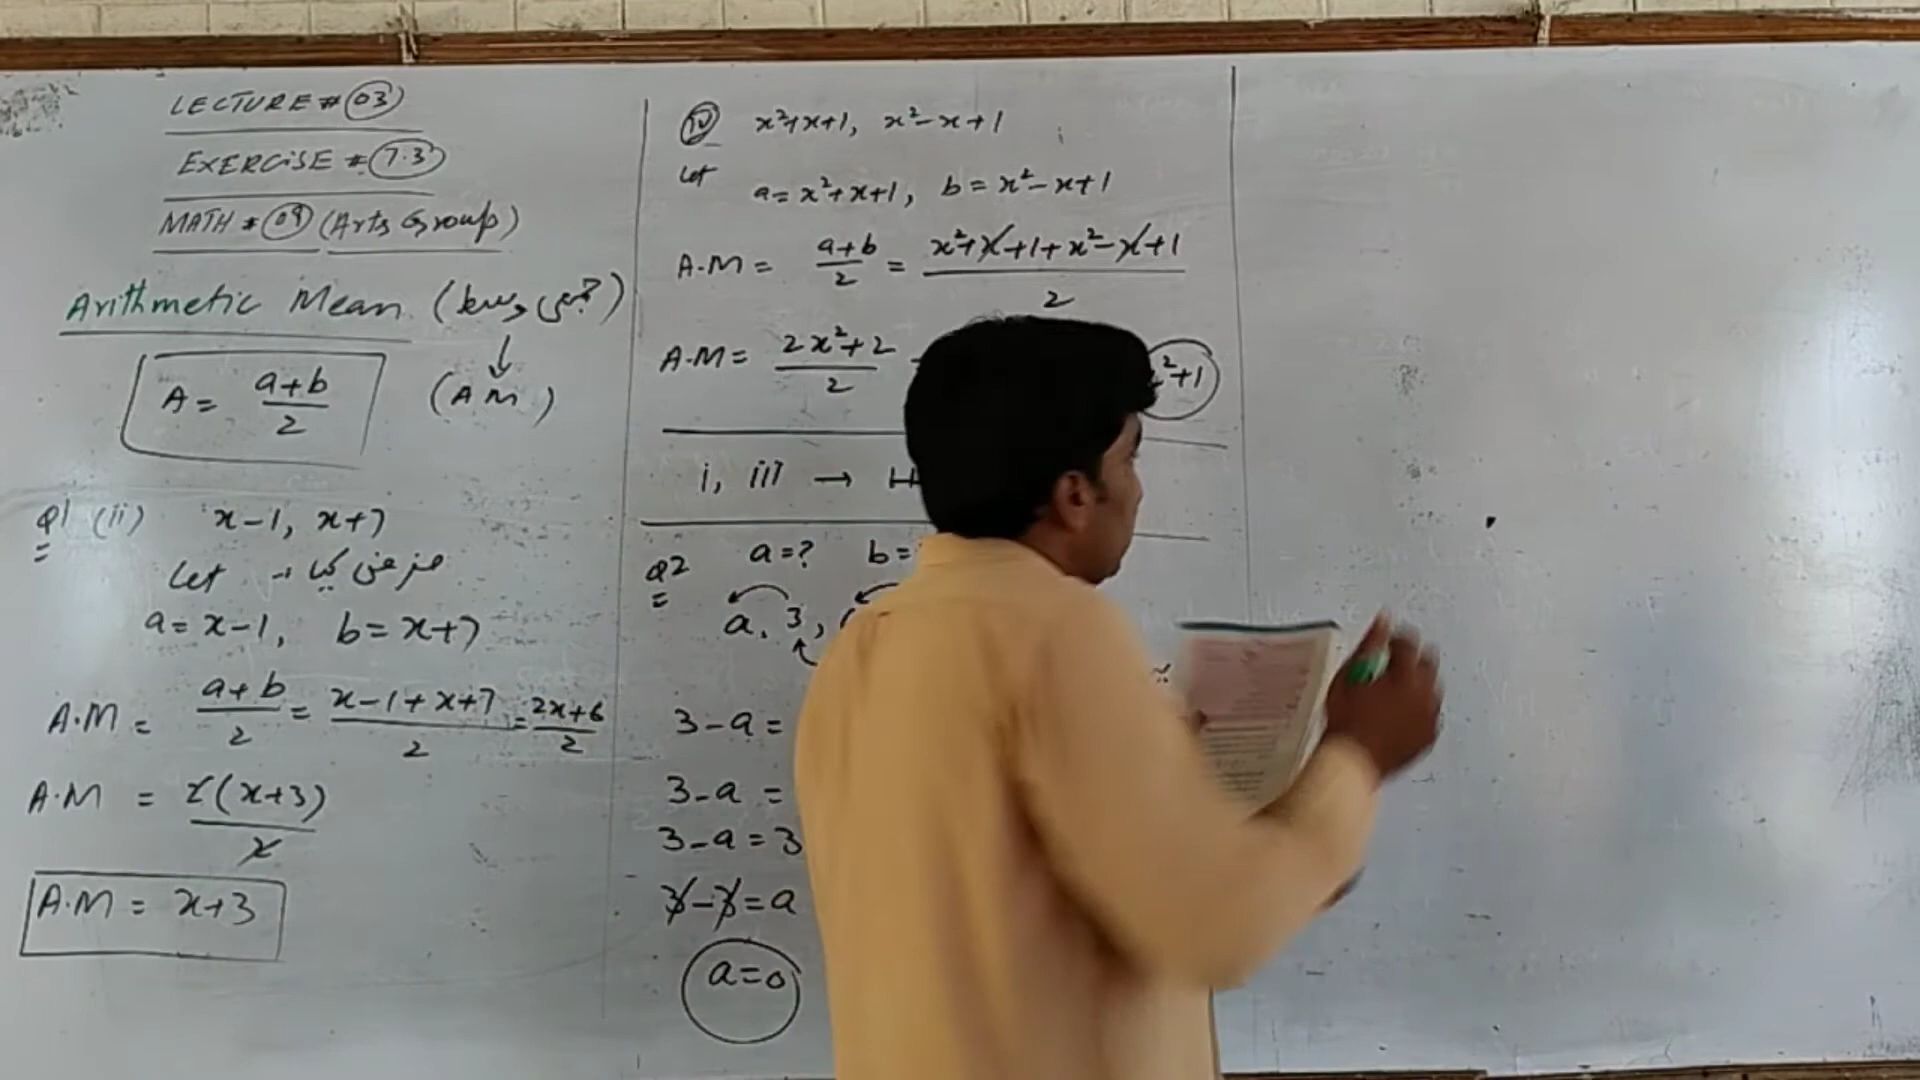 LECTURE # 03
EXERCISE # 7.3
MATH # 09 (Arts Group)
Arithmetic Mean (
A = a+b/2 (AM)
Q1 (ii) x-1, x+7
Let → فرض کیا
a = x-1, b = x+7
A.M = a+b/2 = x-1+x+7/2 = 2x+6/2
A.M = 2(x+3)/2
A.M = x+3
iv x²+x+1, x²-x+1
Let
a = x²+x+1, b = x²-x+1
A.M = a+b/2 = x²+x+1+x²-x+1/2
A.M = 2x²+2/2
²+1
i, iii → H
Q2 a=? b=
a, 3,
3-a =
3-a =
3-a = 3
3-3 = a
a=0